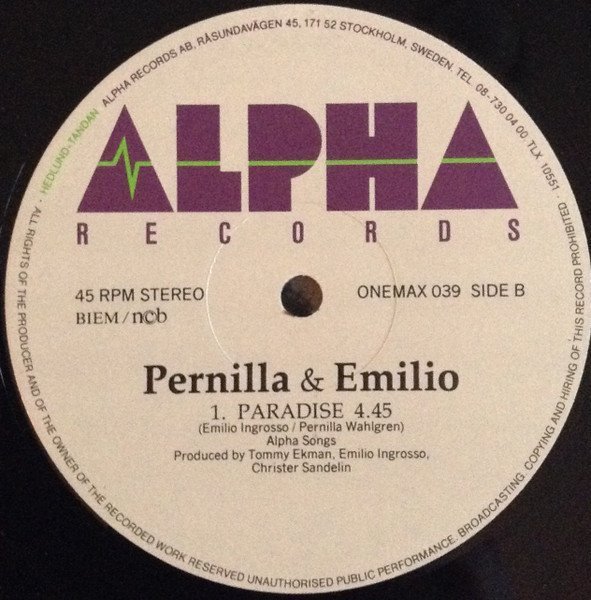 HEDLUND-TANDAN ALPHA RECORDS AB, RÅSUNDAVÄGEN 45, 171 52 STOCKHOLM, SWEDEN. TEL. 08-730 04 00 TLX 10551
ALPHA
RECORDS
45 RPM STEREO
BIEM/ncb
ONEMAX 039 SIDE B
Pernilla & Emilio
1. PARADISE 4.45
(Emilio Ingrosso / Pernilla Wahlgren)
Alpha Songs
Produced by Tommy Ekman, Emilio Ingrosso,
Christer Sandelin
· ALL RIGHTS OF THE PRODUCER AND OF THE OWNER OF THE RECORDED WORK RESERVED UNAUTHORISED PUBLIC PERFORMANCE, BROADCASTING, COPYING AND HIRING OF THIS RECORD PROHIBITED ·